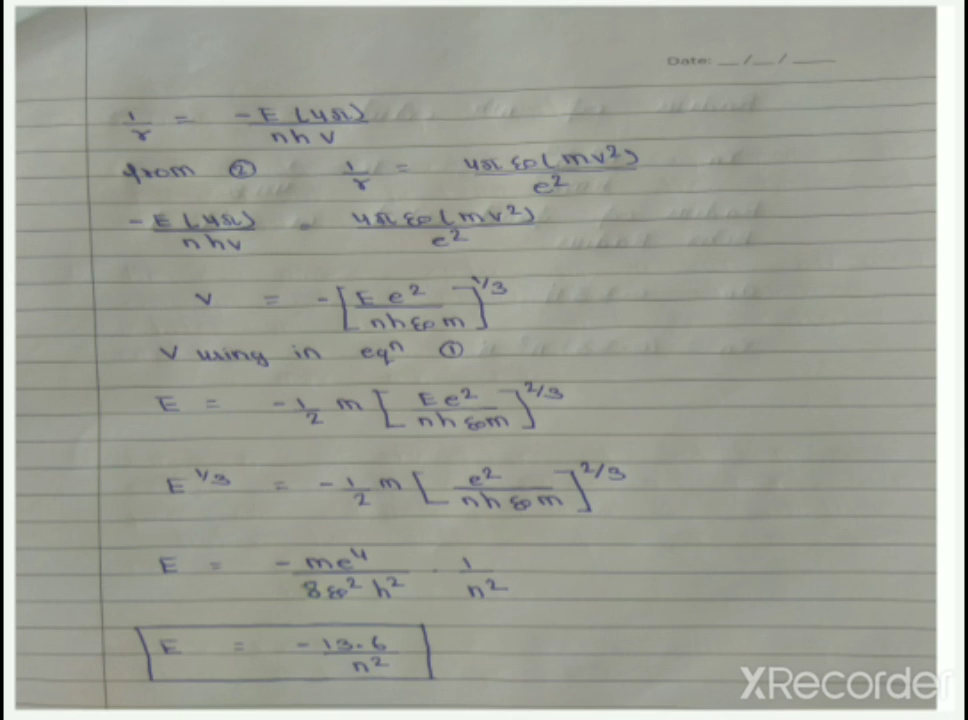 Date: __/__/____
1/r = -E (4π)/nhv
from ② 1/r = 4πε0(mv²)/e²
-E (4π)/nhv = 4πε0(mv²)/e²
v = -[E e²/nhε0m]^1/3
v using in eqⁿ ①
E = -1/2 m [E e²/nhε0m]^2/3
E^1/3 = -1/2 m [e²/nhε0m]^2/3
E = -me⁴/8ε0²h² · 1/n²
E = -13.6/n²
XRecorder